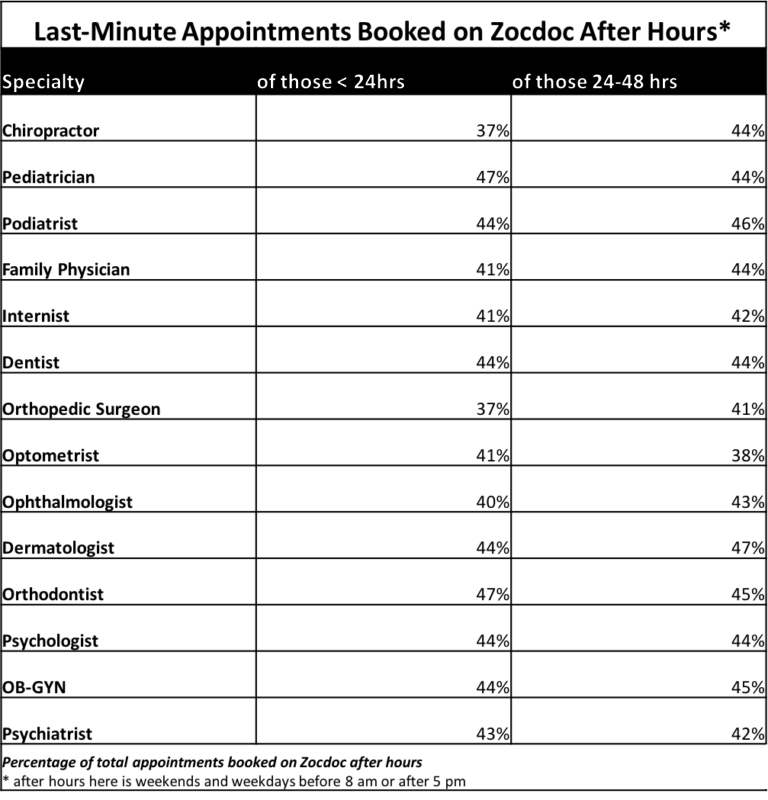 Last-Minute Appointments Booked on Zocdoc After Hours*
Specialty of those < 24hrs of those 24-48 hrs
Chiropractor 37% 44%
Pediatrician 47% 44%
Podiatrist 44% 46%
Family Physician 41% 44%
Internist 41% 42%
Dentist 44% 44%
Orthopedic Surgeon 37% 41%
Optometrist 41% 38%
Ophthalmologist 40% 43%
Dermatologist 44% 47%
Orthodontist 47% 45%
Psychologist 44% 44%
OB-GYN 44% 45%
Psychiatrist 43% 42%
Percentage of total appointments booked on Zocdoc after hours
* after hours here is weekends and weekdays before 8 am or after 5 pm